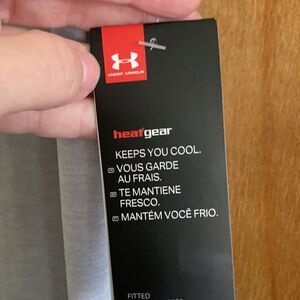 UNDER ARMOUR
heatgear
KEEPS YOU COOL.
VOUS GARDE
AU FRAIS.
TE MANTIENE
FRESCO.
MANTÉM VOCÊ FRIO.
FITTED